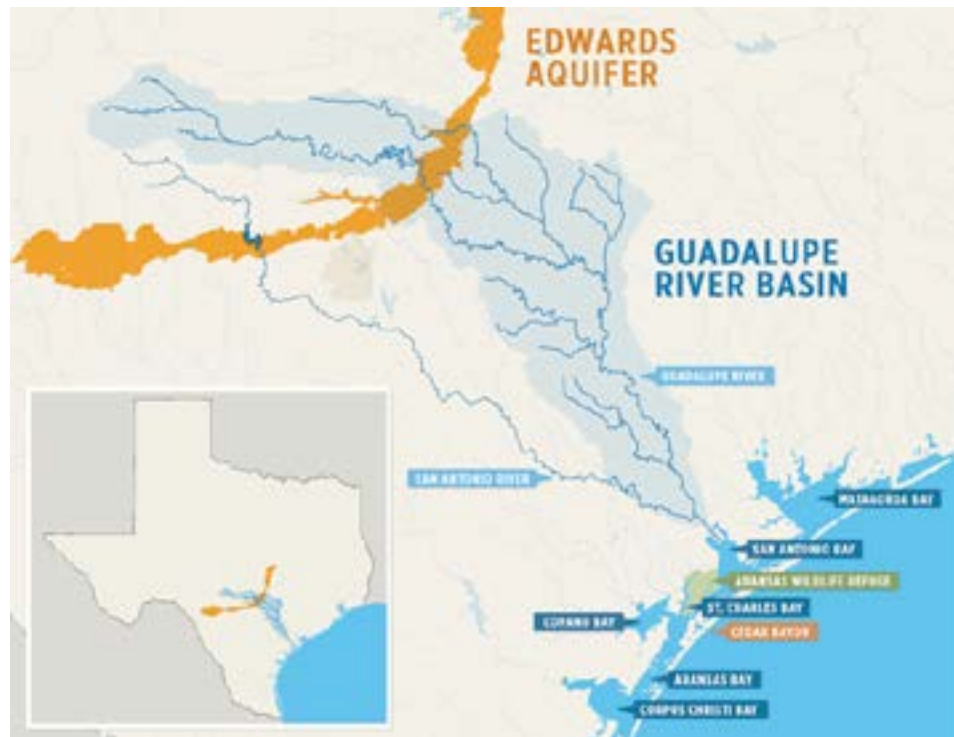 EDWARDS
AQUIFER
GUADALUPE
RIVER BASIN
GUADALUPE RIVER
SAN ANTONIO RIVER
MATAGORDA BAY
SAN ANTONIO BAY
ARANSAS WILDLIFE REFUGE
ST. CHARLES BAY
COPANO BAY
CEDAR BAYOU
ARANSAS BAY
CORPUS CHRISTI BAY